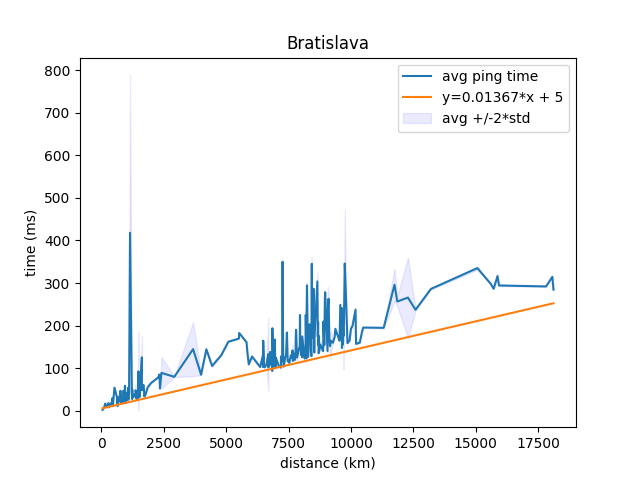 Bratislava
avg ping time
y=0.01367*x + 5
avg +/-2*std
time (ms)
800
700
600
500
400
300
200
100
0
0 2500 5000 7500 10000 12500 15000 17500
distance (km)